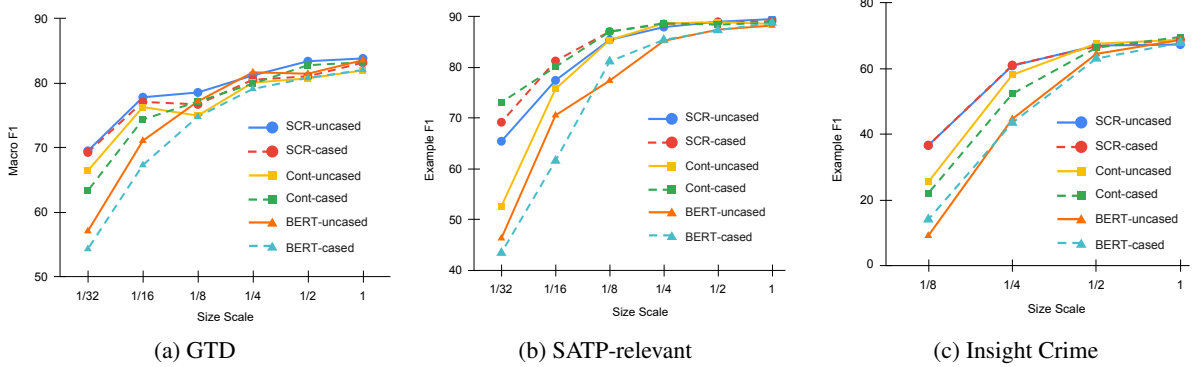 90
80
70
60
50
Macro F1
1/32 1/16 1/8 1/4 1/2 1
Size Scale
SCR-uncased
SCR-cased
Cont-uncased
Cont-cased
BERT-uncased
BERT-cased
(a) GTD
90
80
70
60
50
40
Example F1
1/32 1/16 1/8 1/4 1/2 1
Size Scale
SCR-uncased
SCR-cased
Cont-uncased
Cont-cased
BERT-uncased
BERT-cased
(b) SATP-relevant
80
60
40
20
0
Example F1
1/8 1/4 1/2 1
Size Scale
SCR-uncased
SCR-cased
Cont-uncased
Cont-cased
BERT-uncased
BERT-cased
(c) Insight Crime